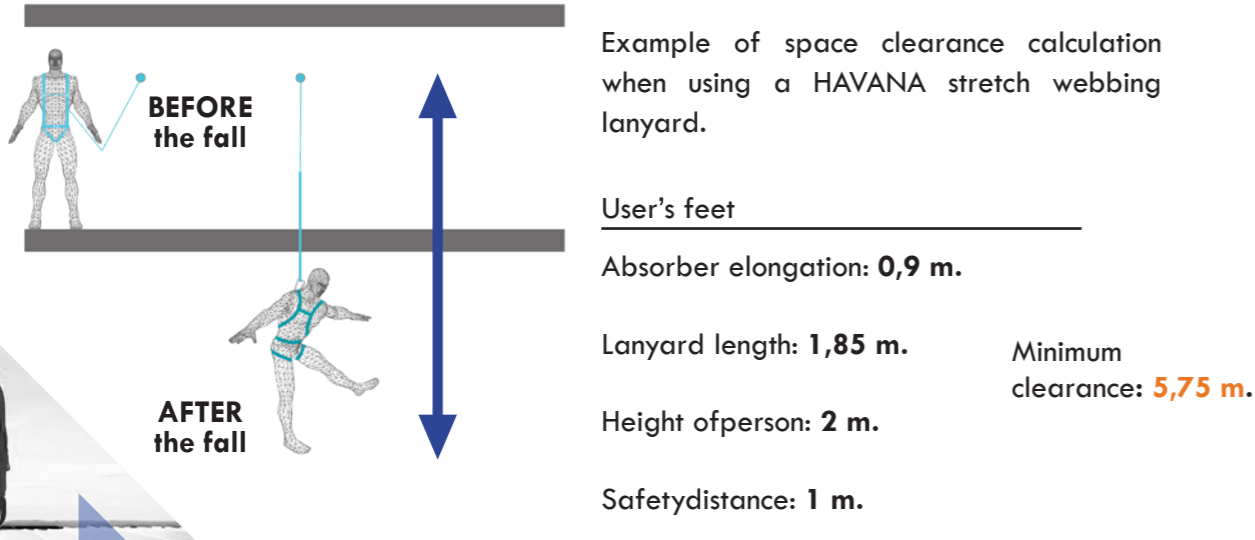 BEFORE
the fall
AFTER
the fall
Example of space clearance calculation
when using a HAVANA stretch webbing
lanyard.
User's feet
Absorber elongation: 0,9 m.
Lanyard length: 1,85 m.
Minimum
clearance: 5,75 m.
Height ofperson: 2 m.
Safetydistance: 1 m.